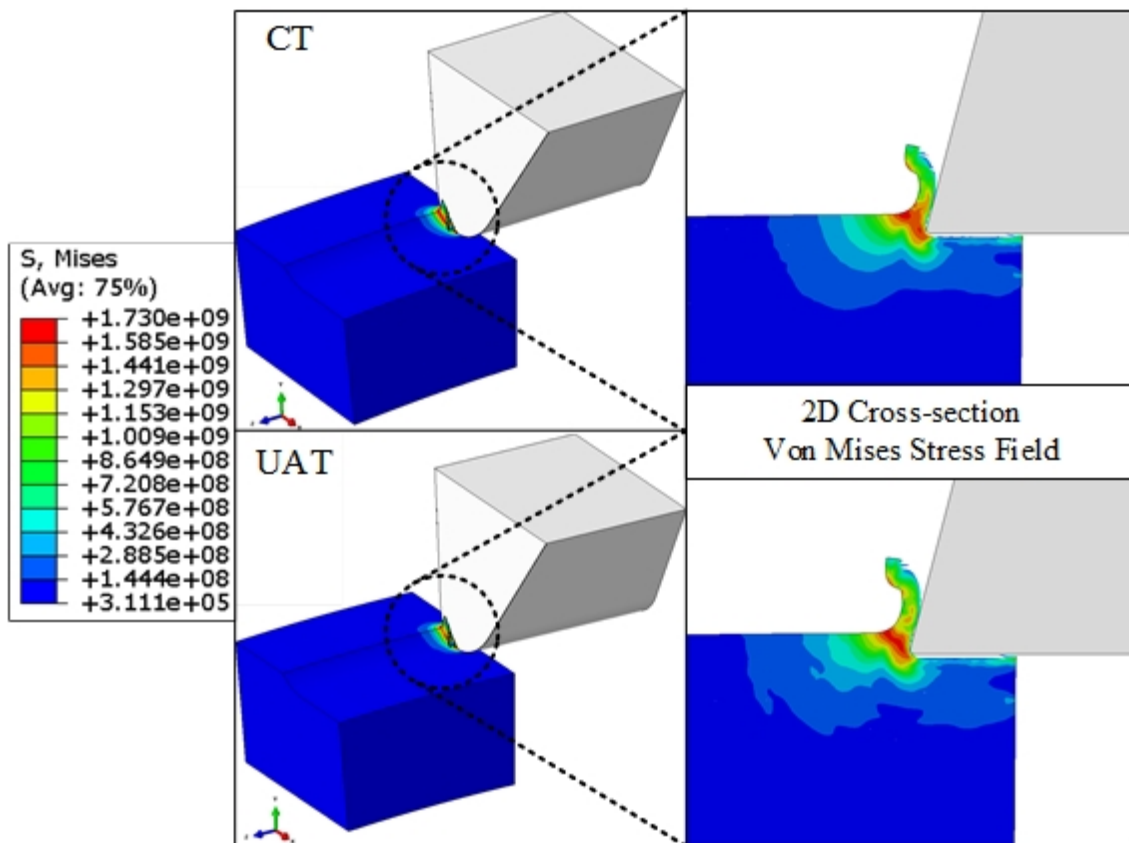 CT
S, Mises
(Avg: 75%)
+1.730e+09
+1.585e+09
+1.441e+09
+1.297e+09
+1.153e+09
+1.009e+09
+8.649e+08
+7.208e+08
+5.767e+08
+4.326e+08
+2.885e+08
+1.444e+08
+3.111e+05
2D Cross-section
Von Mises Stress Field
UAT